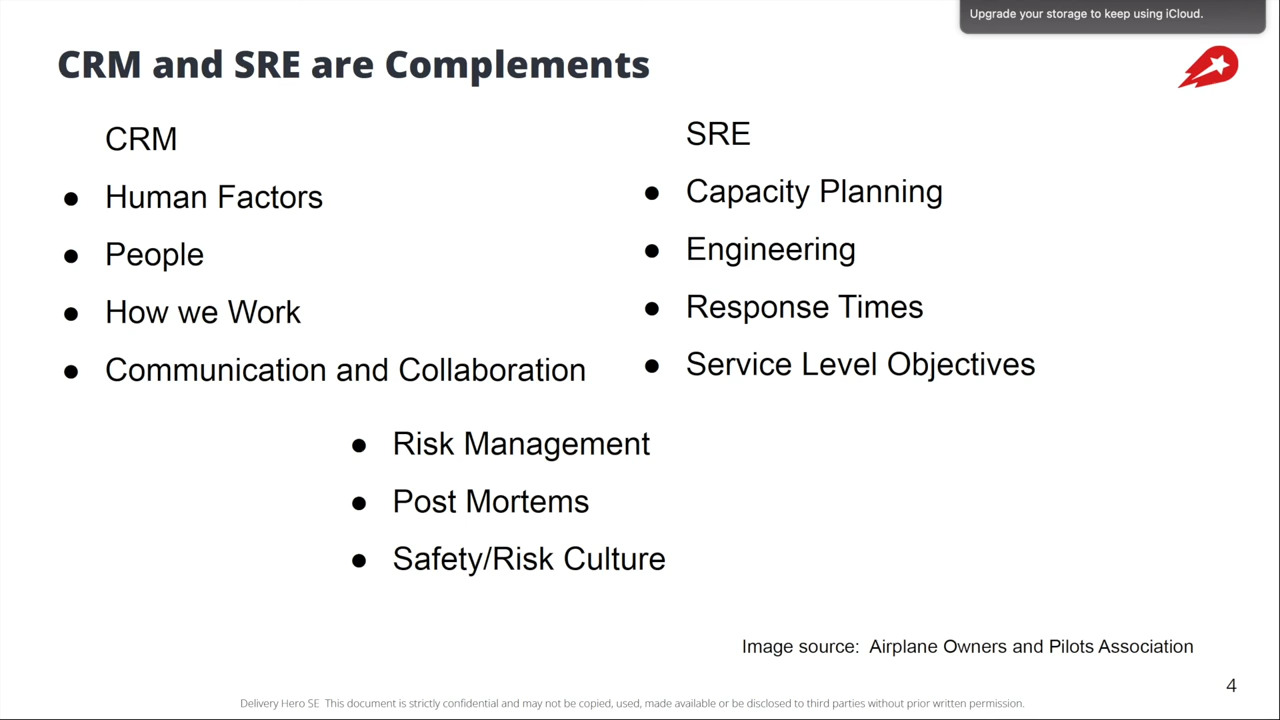 Upgrade your storage to keep using iCloud.
CRM and SRE are Complements
CRM
● Human Factors
● People
● How we Work
● Communication and Collaboration
SRE
● Capacity Planning
● Engineering
● Response Times
● Service Level Objectives
● Risk Management
● Post Mortems
● Safety/Risk Culture
Image source: Airplane Owners and Pilots Association
4
Delivery Hero SE This document is strictly confidential and may not be copied, used, made available or be disclosed to third parties without prior written permission.